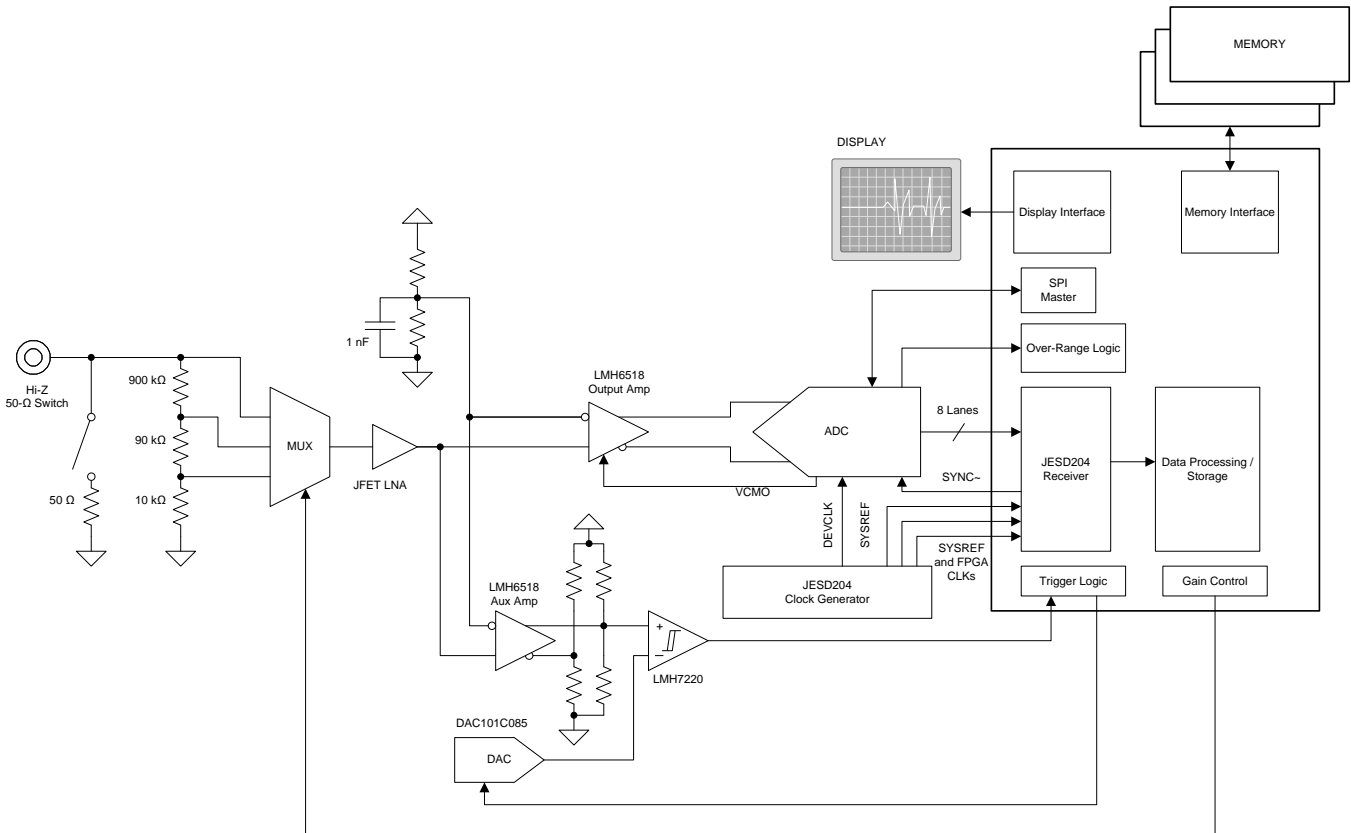 MEMORY
DISPLAY
Display Interface
Memory Interface
SPI
Master
1 nF
Over-Range Logic
Hi-Z
50-Ω Switch
900 kΩ
LMH6518
Output Amp
8 Lanes
90 kΩ
MUX
ADC
JESD204
Receiver
Data Processing /
Storage
JFET LNA
50 Ω
10 kΩ
VCMO
SYNC~
DEVCLK
SYSREF
SYSREF
and FPGA
CLKs
JESD204
Clock Generator
Trigger Logic
Gain Control
LMH6518
Aux Amp
+
−
LMH7220
DAC101C085
DAC